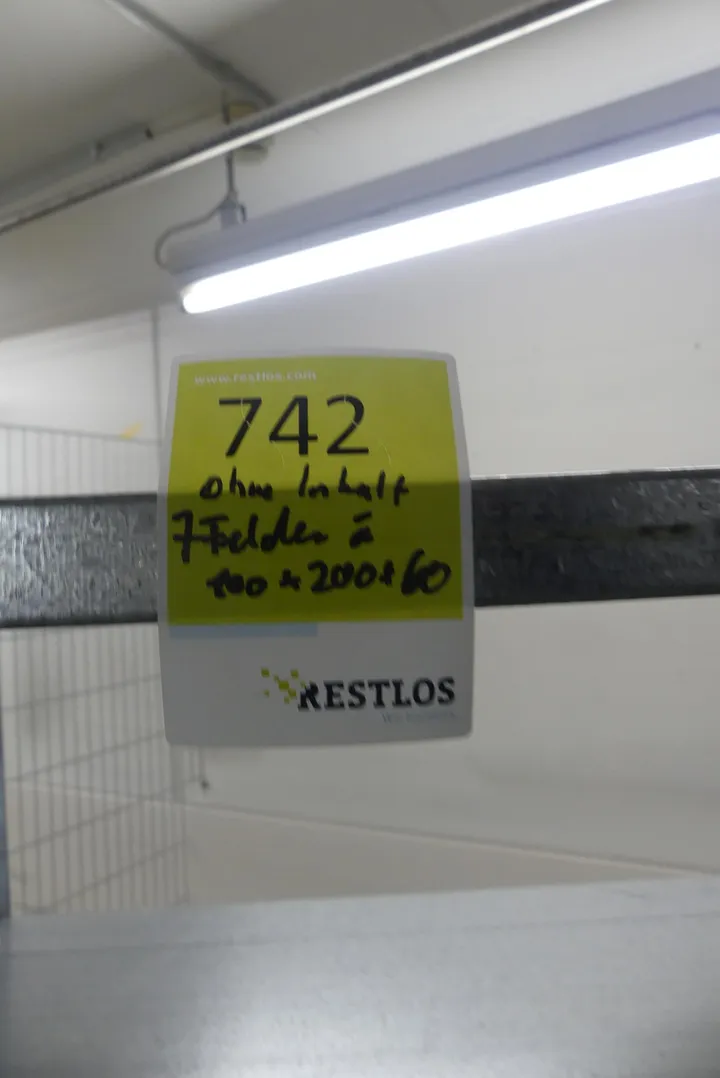 www.restlos.com
742
ohne Inhalt
7 Felder à
100 x 200 x 60
RESTLOS